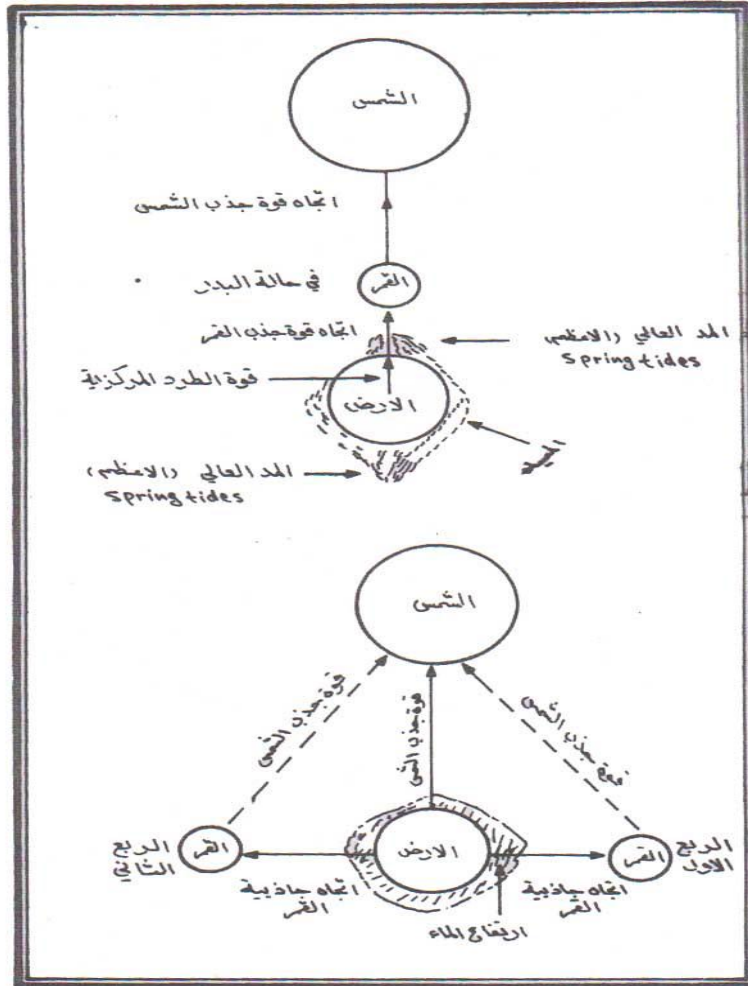 الشمس
اتجاه قوة جذب الشمس
القمر
في حالة البدر
اتجاه قوة جذب القمر
المد العالي (الاعظم)
Spring tides
قوة الطرد المركزية
الارض
المد العالي (الاعظم)
Spring tides
الشمس
قوة جذب الشمس
قوة جذب الشمس
قوة جذب الشمس
الربع
الاول
القمر
الارض
القمر
الربع
الثاني
اتجاه جاذبية
القمر
اتجاه جاذبية
القمر
ارتفاع الماء